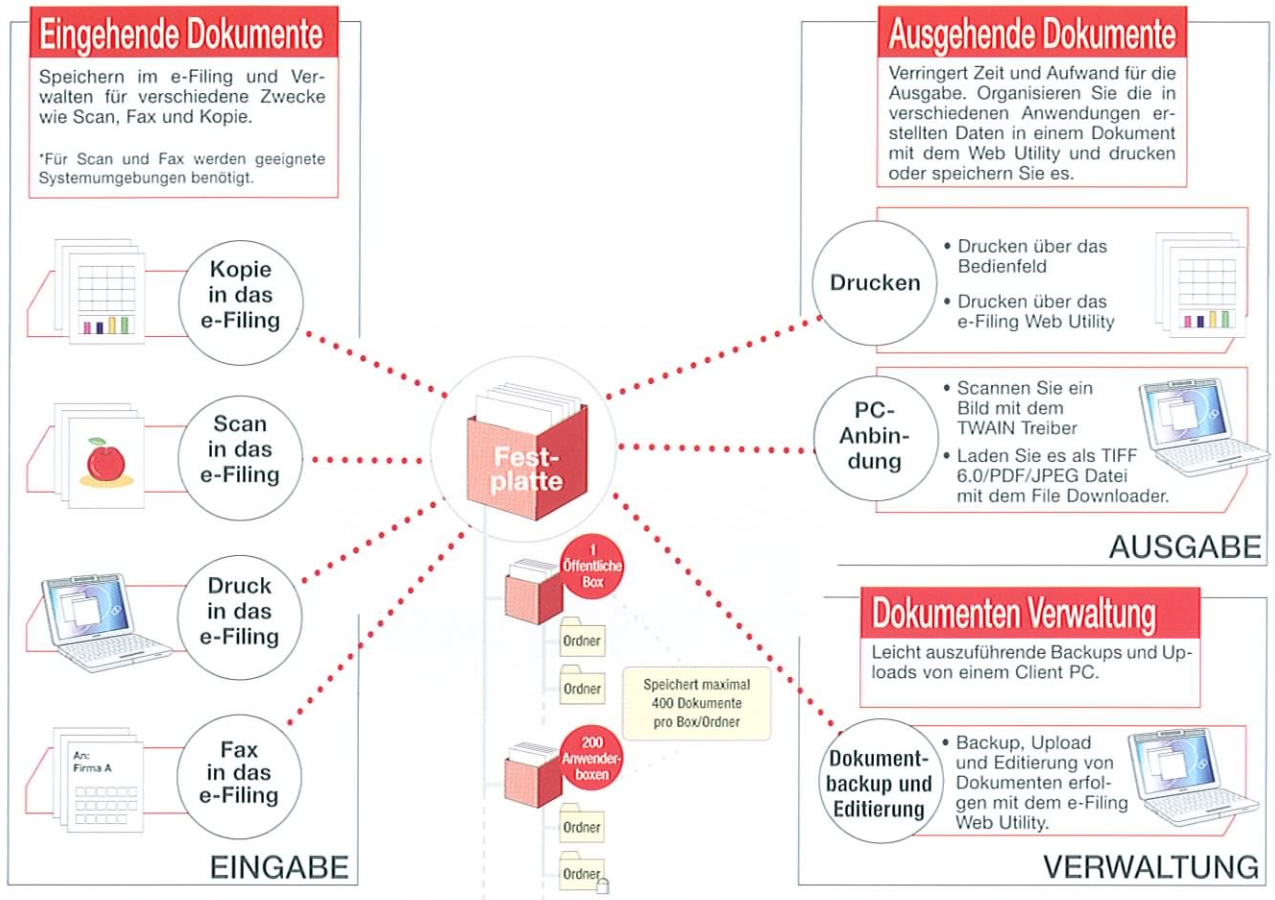 Eingehende Dokumente
Speichern im e-Filing und Ver-
walten für verschiedene Zwecke
wie Scan, Fax und Kopie.
*Für Scan und Fax werden geeignete
Systemumgebungen benötigt.
Kopie
in das
e-Filing
Scan
in das
e-Filing
Druck
in das
e-Filing
An:
Firma A
Fax
in das
e-Filing
EINGABE
Fest-
platte
1
Öffentliche
Box
Ordner
Ordner
Speichert maximal
400 Dokumente
pro Box/Ordner
200
Anwender-
boxen
Ordner
Ordner
Ausgehende Dokumente
Verringert Zeit und Aufwand für die
Ausgabe. Organisieren Sie die in
verschiedenen Anwendungen er-
stellten Daten in einem Dokument
mit dem Web Utility und drucken
oder speichern Sie es.
Drucken
• Drucken über das
Bedienfeld
• Drucken über das
e-Filing Web Utility
PC-
Anbin-
dung
• Scannen Sie ein
Bild mit dem
TWAIN Treiber
• Laden Sie es als TIFF
6.0/PDF/JPEG Datei
mit dem File Downloader.
AUSGABE
Dokumenten Verwaltung
Leicht auszuführende Backups und Up-
loads von einem Client PC.
Dokument-
backup und
Editierung
• Backup, Upload
und Editierung von
Dokumenten erfol-
gen mit dem e-Filing
Web Utility.
VERWALTUNG